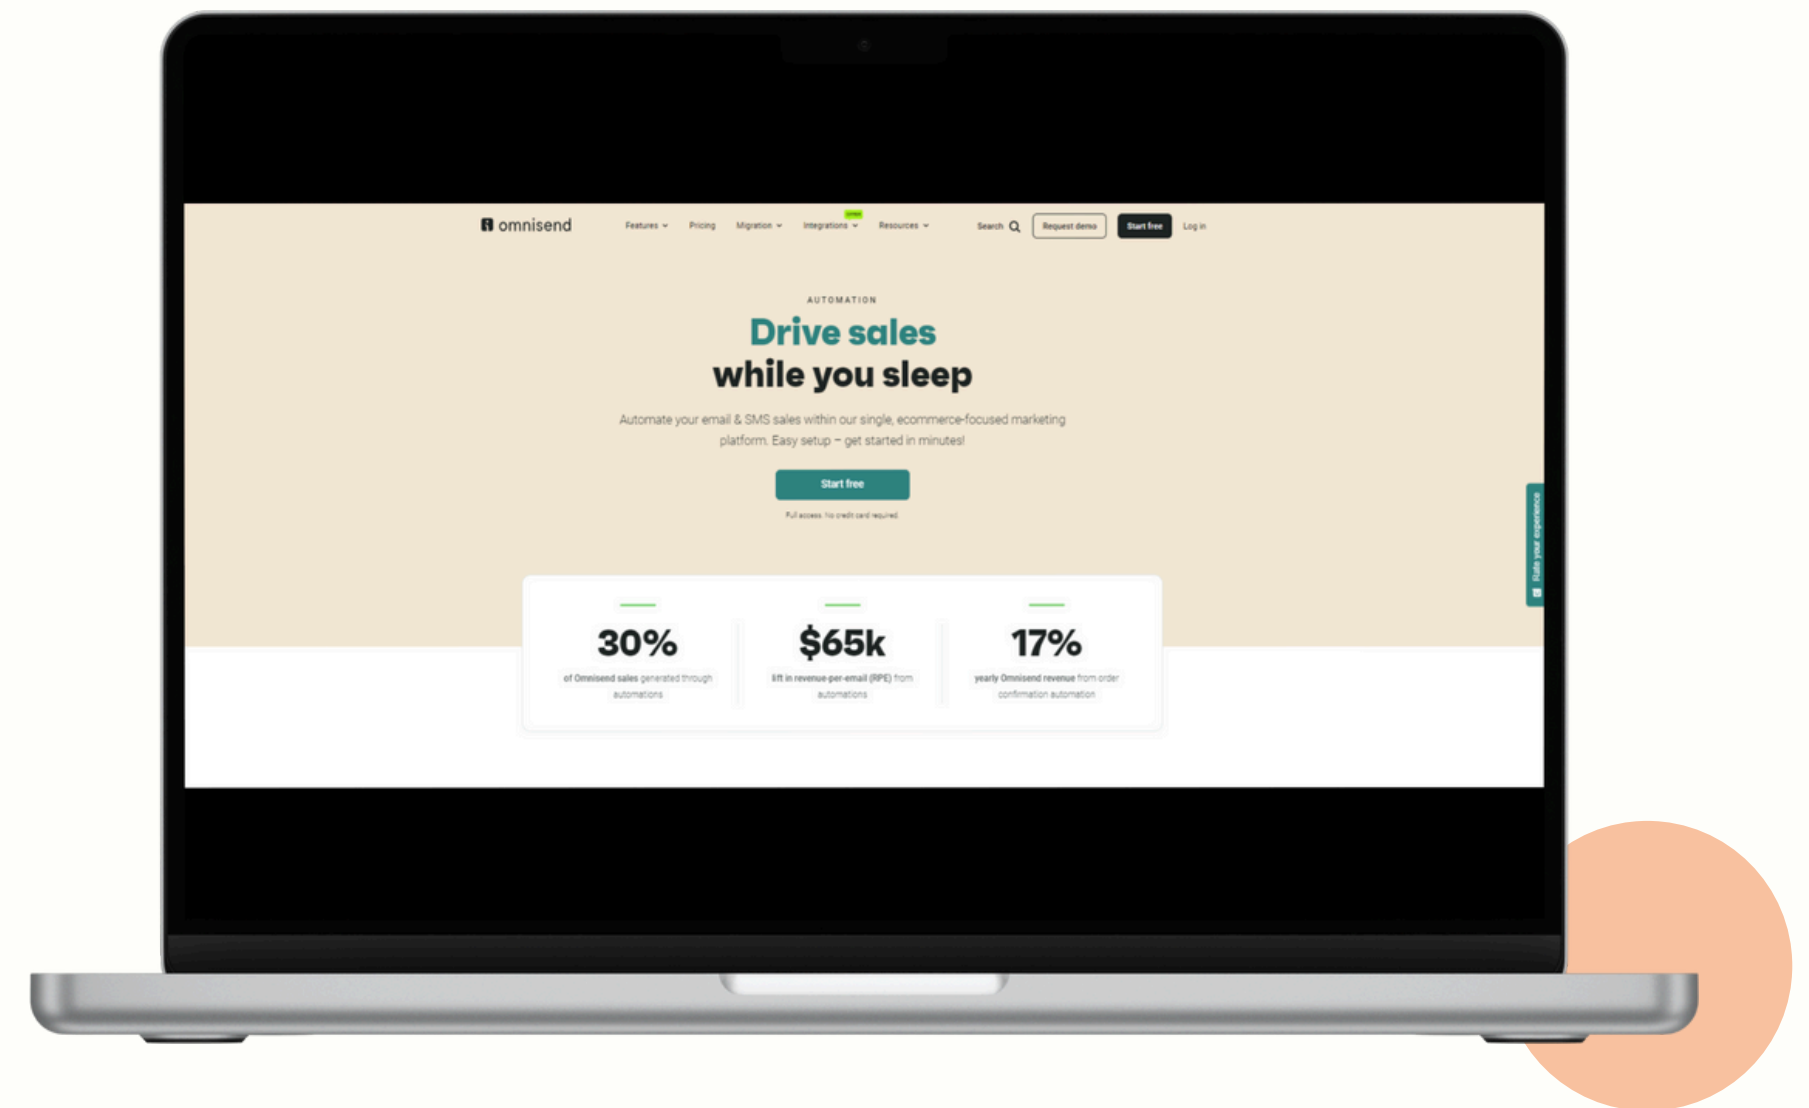 omnisend
Features
Pricing
Migration
Integrations
OFFER
Resources
Search
Request demo
Start free
Log in
AUTOMATION
Drive sales
while you sleep
Automate your email & SMS sales within our single, ecommerce-focused marketing
platform. Easy setup – get started in minutes!
Start free
Full access. No credit card required.
Rate your experience
30%
of Omnisend sales generated through
automations
$65k
lift in revenue-per-email (RPE) from
automations
17%
yearly Omnisend revenue from order
confirmation automation